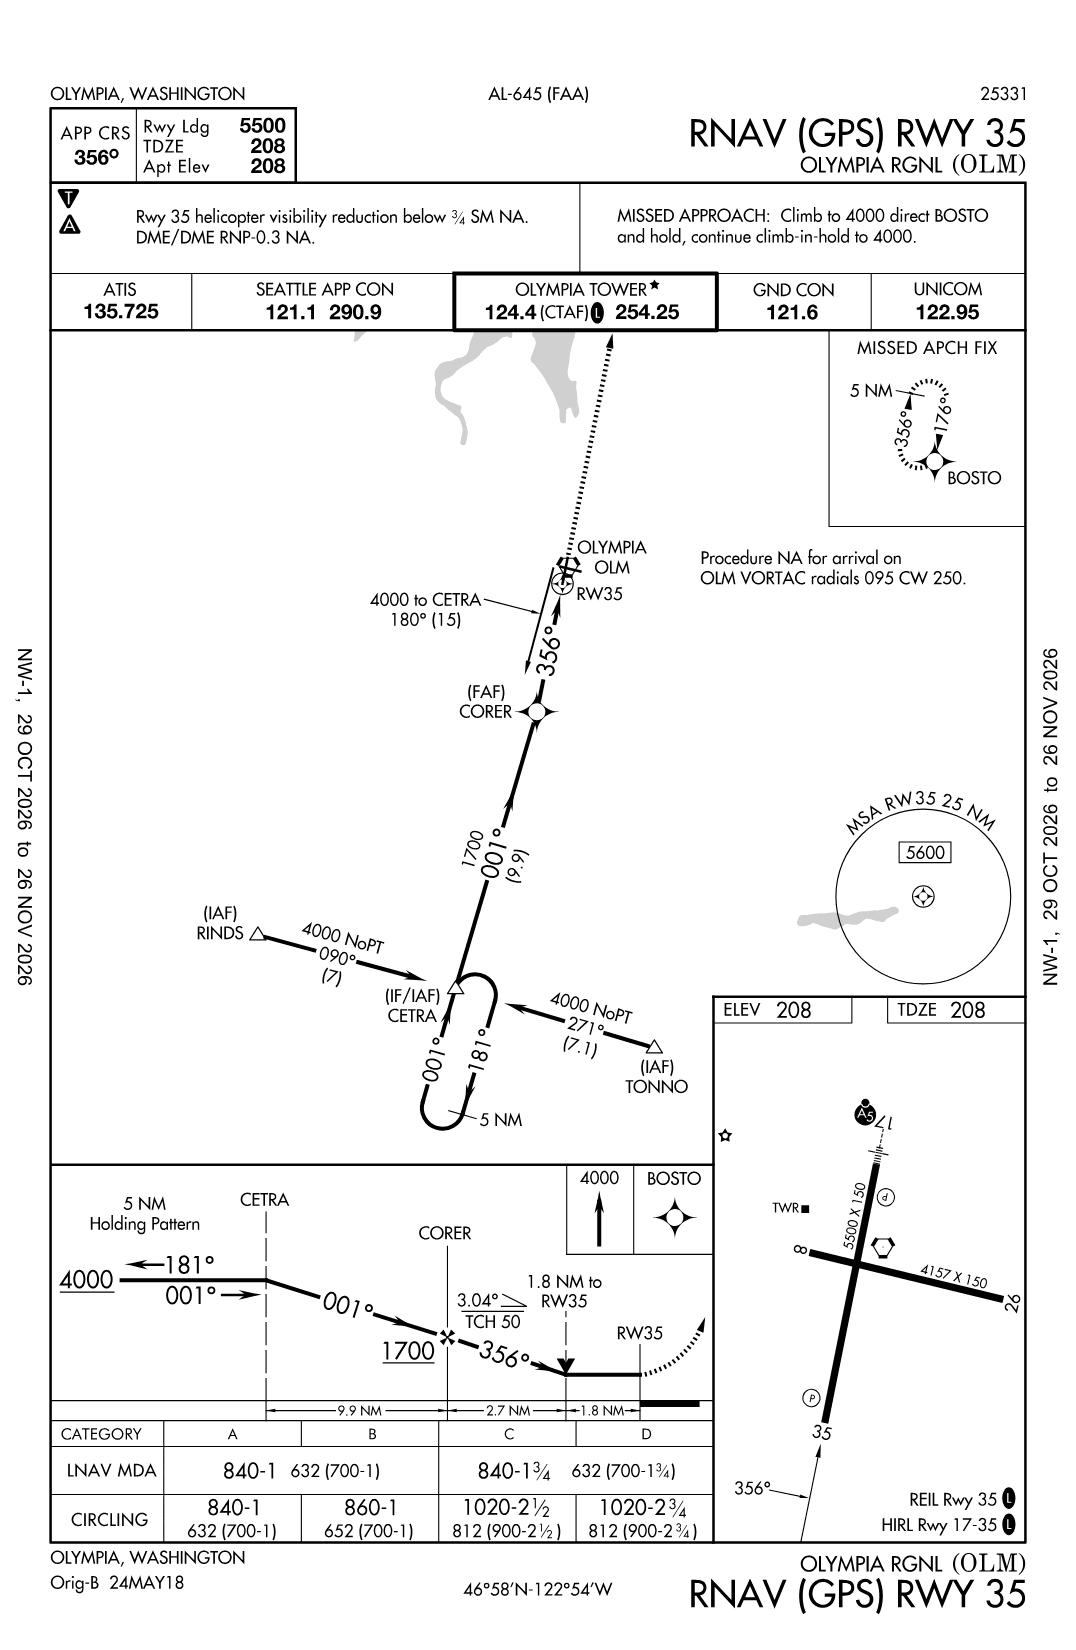 OLYMPIA, WASHINGTON
AL-645 (FAA)
25331
APP CRS
356°
Rwy Ldg 5500
TDZE 208
Apt Elev 208
RNAV (GPS) RWY 35
OLYMPIA RGNL (OLM)
T
A
Rwy 35 helicopter visibility reduction below ¾ SM NA.
DME/DME RNP-0.3 NA.
MISSED APPROACH: Climb to 4000 direct BOSTO
and hold, continue climb-in-hold to 4000.
ATIS
135.725
SEATTLE APP CON
121.1 290.9
OLYMPIA TOWER★
124.4 (CTAF) L 254.25
GND CON
121.6
UNICOM
122.95
MISSED APCH FIX
5 NM
356°
176°
BOSTO
OLYMPIA
OLM
RW35
Procedure NA for arrival on
OLM VORTAC radials 095 CW 250.
4000 to CETRA
180° (15)
356°
(FAF)
CORER
1700
001°
(9.9)
MSA RW35 25 NM
5600
(IAF)
RINDS
4000 NoPT
090°
(7)
(IF/IAF)
CETRA
4000 NoPT
271°
(7.1)
(IAF)
TONNO
001°
181°
5 NM
ELEV 208
TDZE 208
A5
17
P
TWR
5500 X 150
8
4157 X 150
26
P
35
356°
REIL Rwy 35 L
HIRL Rwy 17-35 L
5 NM
Holding Pattern
CETRA
CORER
4000
BOSTO
4000
181°
001°
001°
3.04°
TCH 50
1.8 NM to
RW35
1700
356°
RW35
9.9 NM
2.7 NM
1.8 NM
CATEGORY A B C D
LNAV MDA 840-1 632 (700-1) 840-1¾ 632 (700-1¾)
CIRCLING 840-1 860-1 1020-2½ 1020-2¾
632 (700-1) 652 (700-1) 812 (900-2½) 812 (900-2¾)
OLYMPIA, WASHINGTON
Orig-B 24MAY18
46°58'N-122°54'W
OLYMPIA RGNL (OLM)
RNAV (GPS) RWY 35
NW-1, 29 OCT 2026 to 26 NOV 2026
NW-1, 29 OCT 2026 to 26 NOV 2026